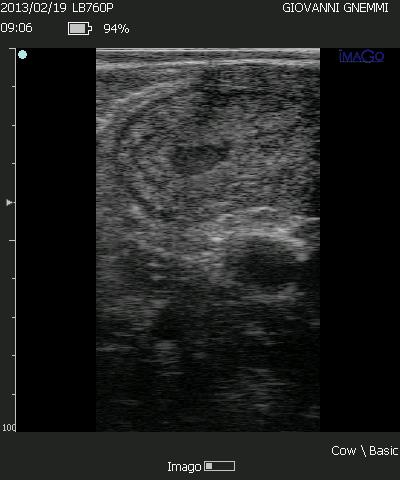 2013/02/19 LB760P GIOVANNI GNEMMI
09:06 94%
iMAGO
100
Cow \ Basic
Imago